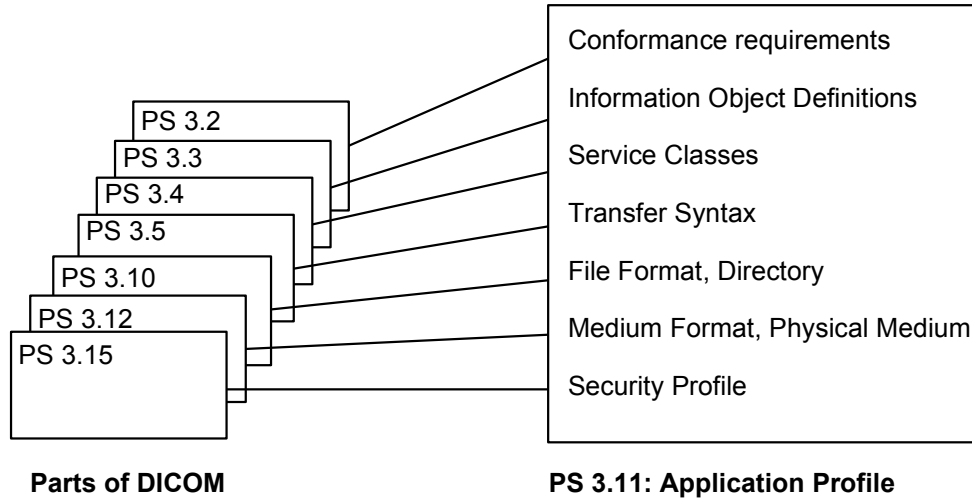 PS 3.2
PS 3.3
PS 3.4
PS 3.5
PS 3.10
PS 3.12
PS 3.15
Parts of DICOM
Conformance requirements
Information Object Definitions
Service Classes
Transfer Syntax
File Format, Directory
Medium Format, Physical Medium
Security Profile
PS 3.11: Application Profile